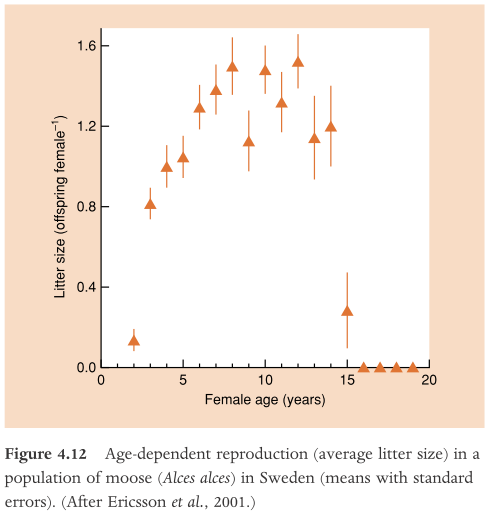 1.6
1.2
0.8
0.4
0.0
Litter size (offspring female⁻¹)
0 5 10 15 20
Female age (years)
Figure 4.12 Age-dependent reproduction (average litter size) in a
population of moose (Alces alces) in Sweden (means with standard
errors). (After Ericsson et al., 2001.)